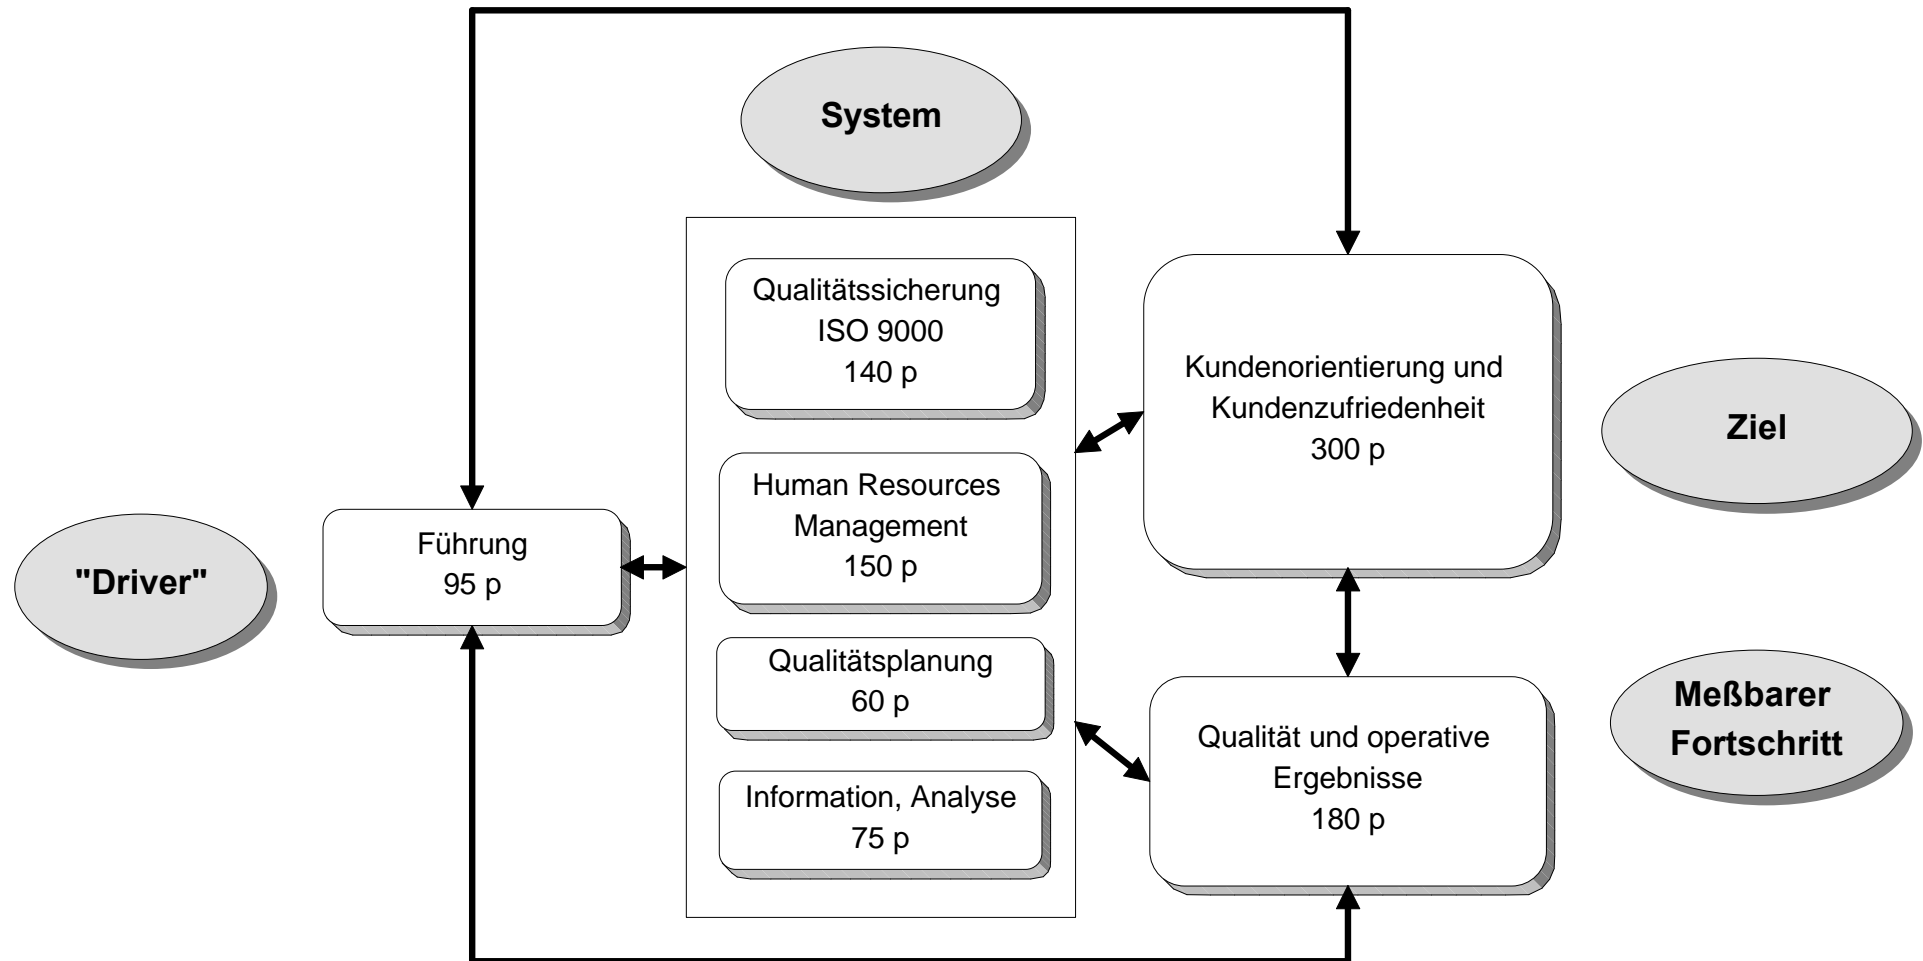 System
Qualitätssicherung
ISO 9000
140 p
Human Resources
Management
150 p
Qualitätsplanung
60 p
Information, Analyse
75 p
Kundenorientierung und
Kundenzufriedenheit
300 p
Ziel
Führung
95 p
"Driver"
Qualität und operative
Ergebnisse
180 p
Meßbarer
Fortschritt